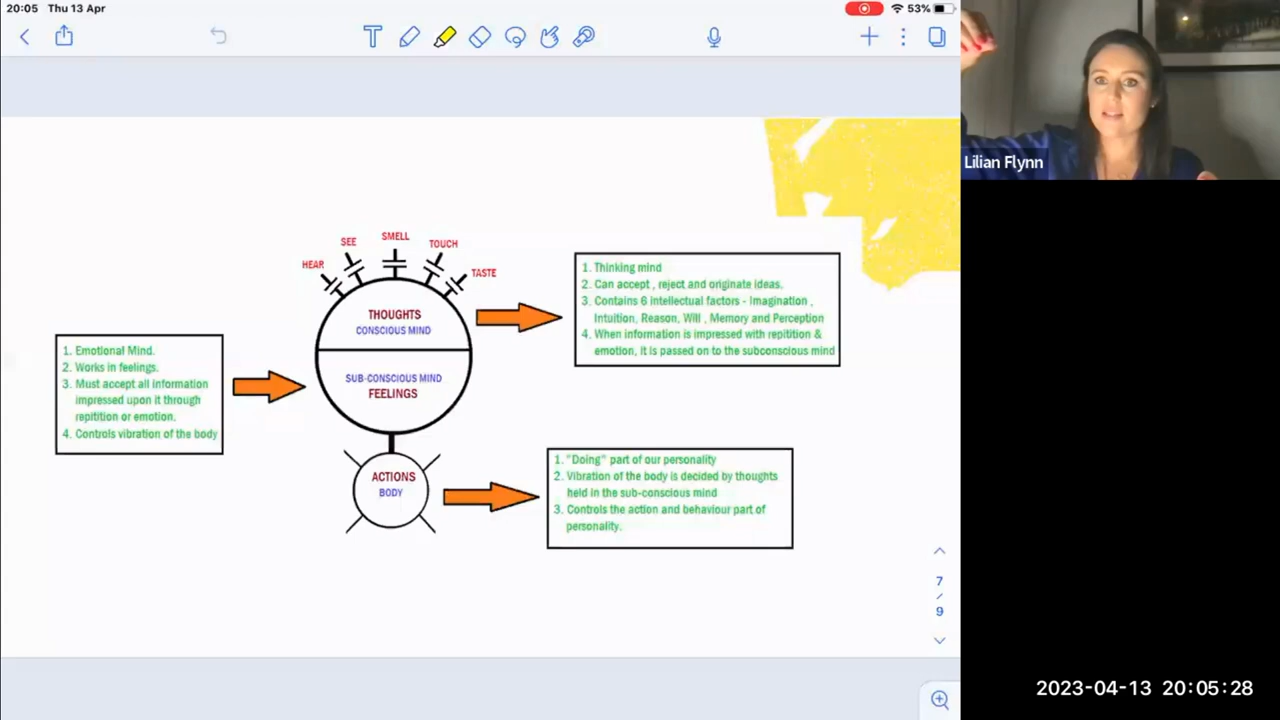 20:05 Thu 13 Apr
53%
T
Lilian Flynn
SMELL
SEE
TOUCH
HEAR
TASTE
THOUGHTS
CONSCIOUS MIND
SUB-CONSCIOUS MIND
FEELINGS
ACTIONS
BODY
1. Thinking mind
2. Can accept , reject and originate ideas.
3. Contains 6 intellectual factors - Imagination ,
Intuition, Reason, Will , Memory and Perception
4. When information is impressed with repitition &
emotion, it is passed on to the subconscious mind
1. Emotional Mind.
2. Works in feelings.
3. Must accept all information
impressed upon it through
repitition or emotion.
4. Controls vibration of the body
1. "Doing" part of our personality
2. Vibration of the body is decided by thoughts
held in the sub-conscious mind
3. Controls the action and behaviour part of
personality.
7
/
9
2023-04-13 20:05:28